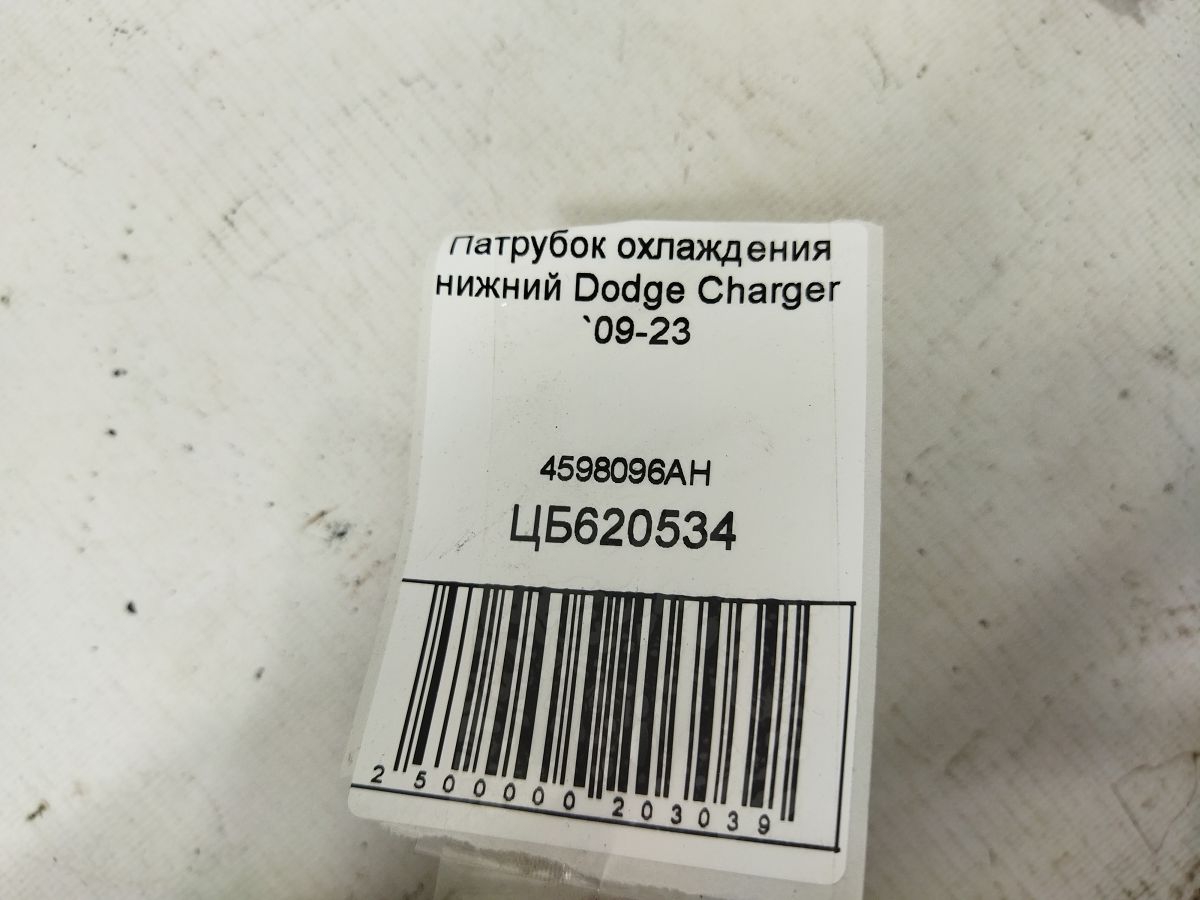 Патрубок охлаждения
нижний Dodge Charger
`09-23
4598096AH
ЦБ620534
2 500000 203039